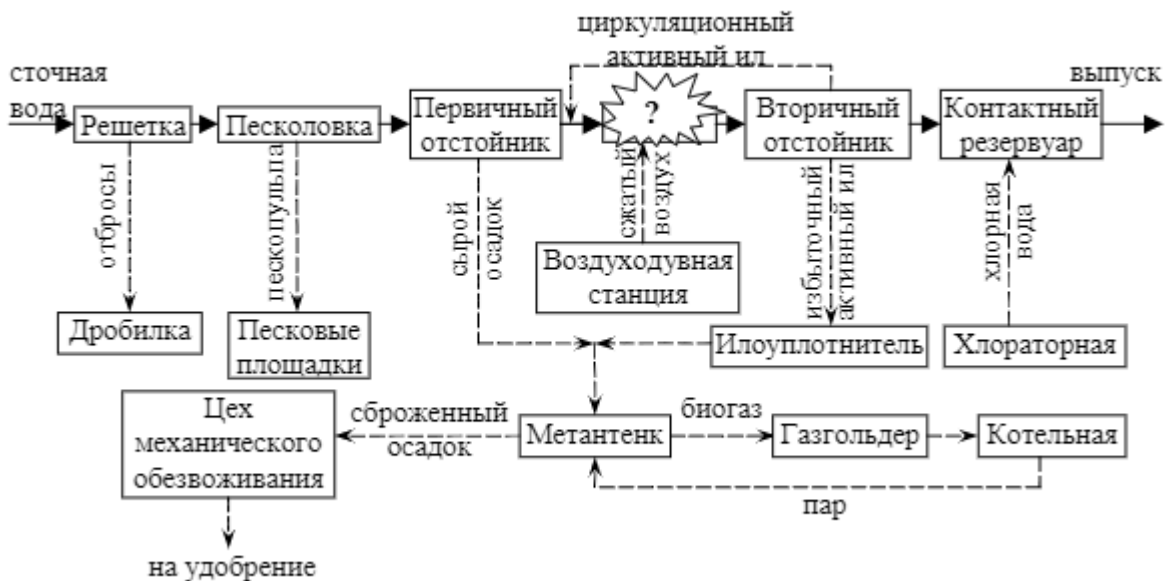 циркуляционный
активный ил
сточная
вода
выпуск
Решетка
Песколовка
Первичный
отстойник
?
Вторичный
отстойник
Контактный
резервуар
отбросы
пескопульпа
сырой
осадок
сжатый
воздух
избыточный
активный ил
хлорная
вода
Воздуходувная
станция
Дробилка
Песковые
площадки
Илоуплотнитель
Хлораторная
Цех
механического
обезвоживания
сброженный
осадок
Метантенк
биогаз
Газгольдер
Котельная
пар
на удобрение